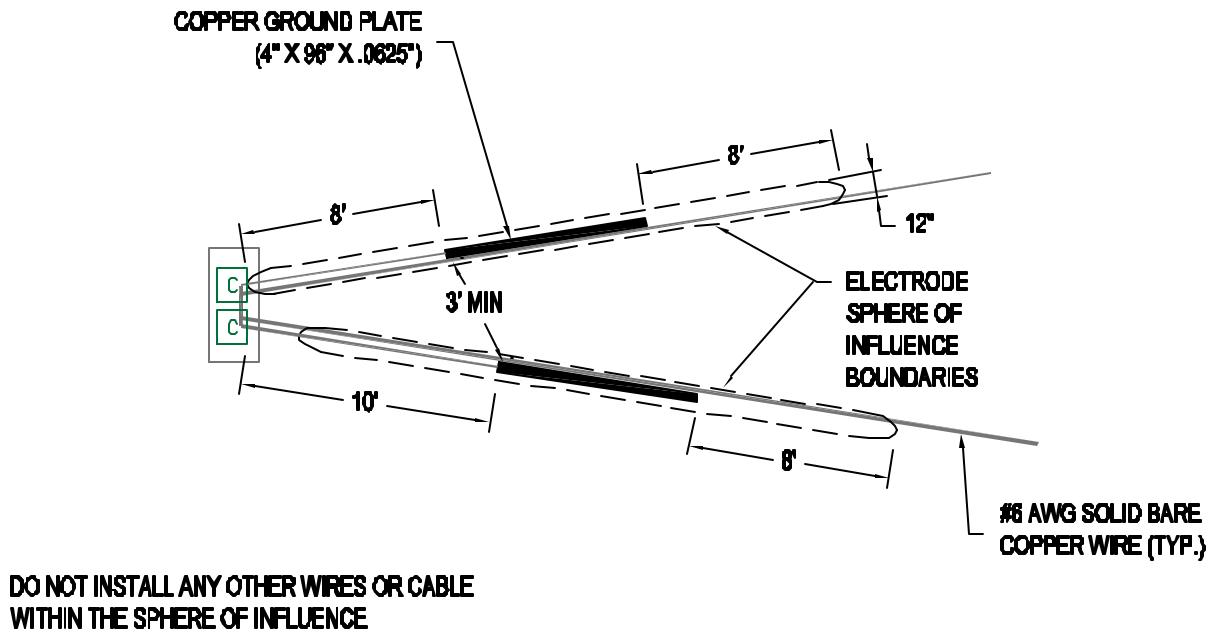 COPPER GROUND PLATE
(4" X 96" X .0625")
8'
8'
12"
C
C
3' MIN
ELECTRODE
SPHERE OF
INFLUENCE
BOUNDARIES
10'
8'
#6 AWG SOLID BARE
COPPER WIRE (TYP.)
DO NOT INSTALL ANY OTHER WIRES OR CABLE
WITHIN THE SPHERE OF INFLUENCE